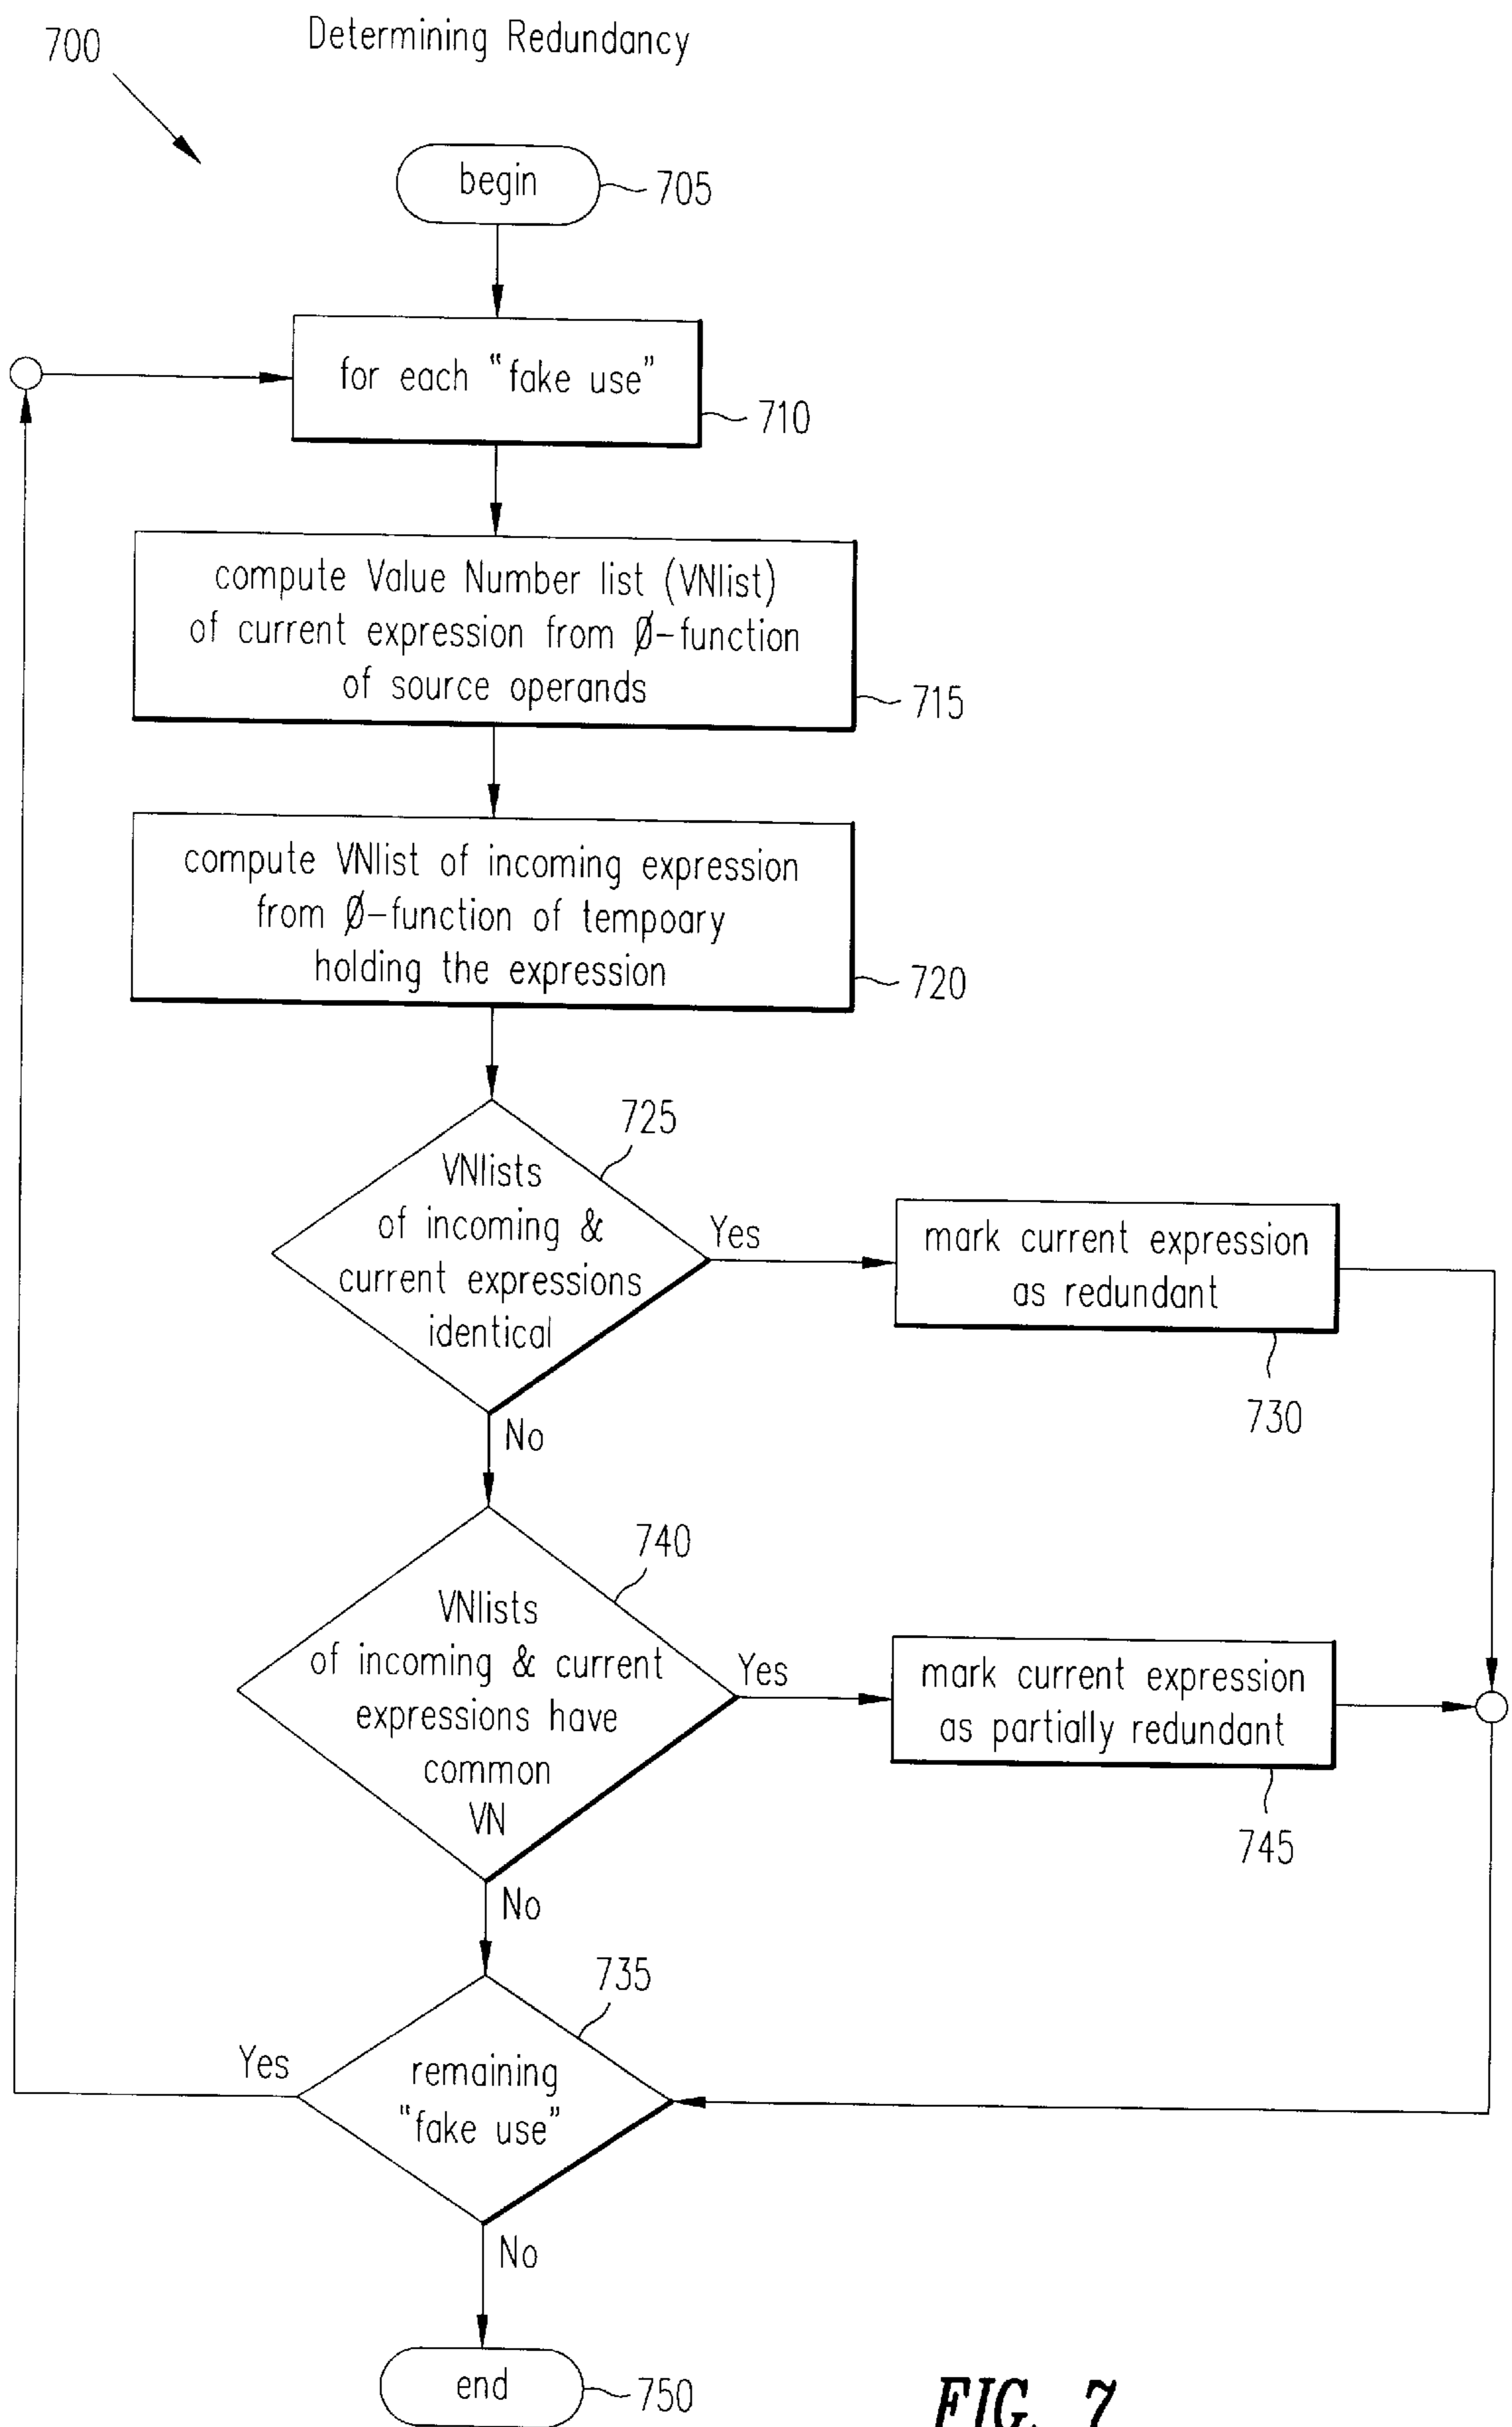 Determining Redundancy
700
begin
705
for each "fake use"
710
compute Value Number list (VNlist)
of current expression from Ø-function
of source operands
715
compute VNlist of incoming expression
from Ø-function of tempoary
holding the expression
720
725
VNlists
of incoming &
current expressions
identical
Yes
mark current expression
as redundant
730
No
740
VNlists
of incoming & current
expressions have
common
VN
Yes
mark current expression
as partially redundant
745
No
735
remaining
"fake use"
Yes
No
end
750
FIG. 7